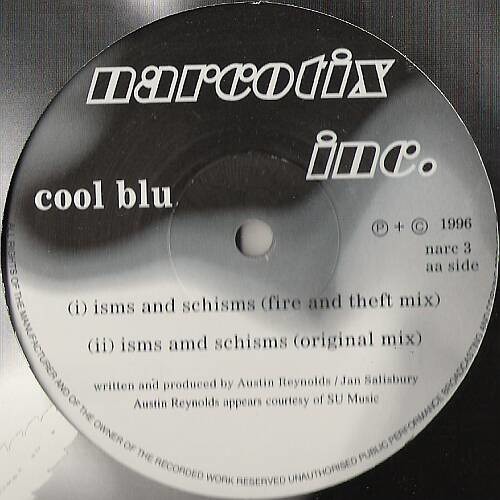 narcotix
inc.
cool blu
℗ + © 1996
narc 3
aa side
(i) isms and schisms (fire and theft mix)
(ii) isms amd schisms (original mix)
written and produced by Austin Reynolds / Jan Salisbury
Austin Reynolds appears courtesy of SU Music
ALL RIGHTS OF THE MANUFACTURER AND OF THE OWNER OF THE RECORDED WORK RESERVED UNAUTHORISED PUBLIC PERFORMANCE BROADCASTING AND